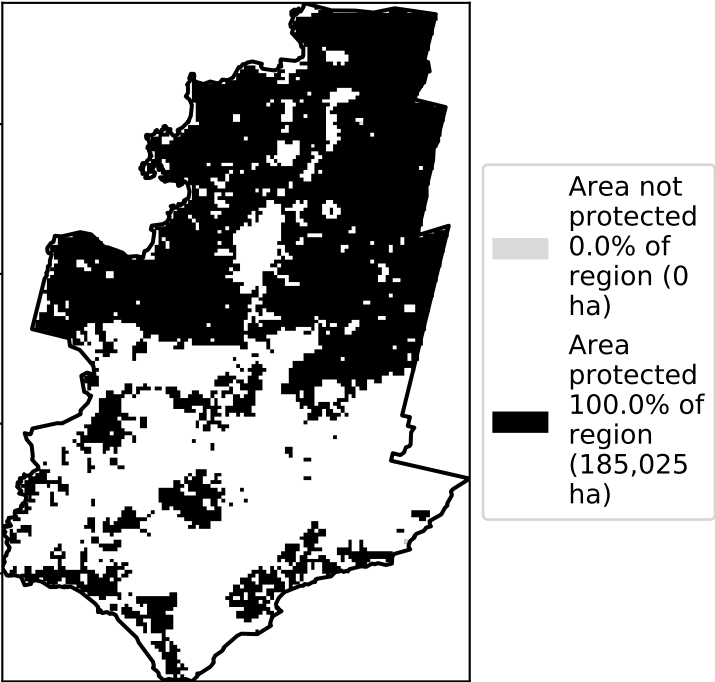 Area not
protected
0.0% of
region (0
ha)
Area
protected
100.0% of
region
(185,025
ha)